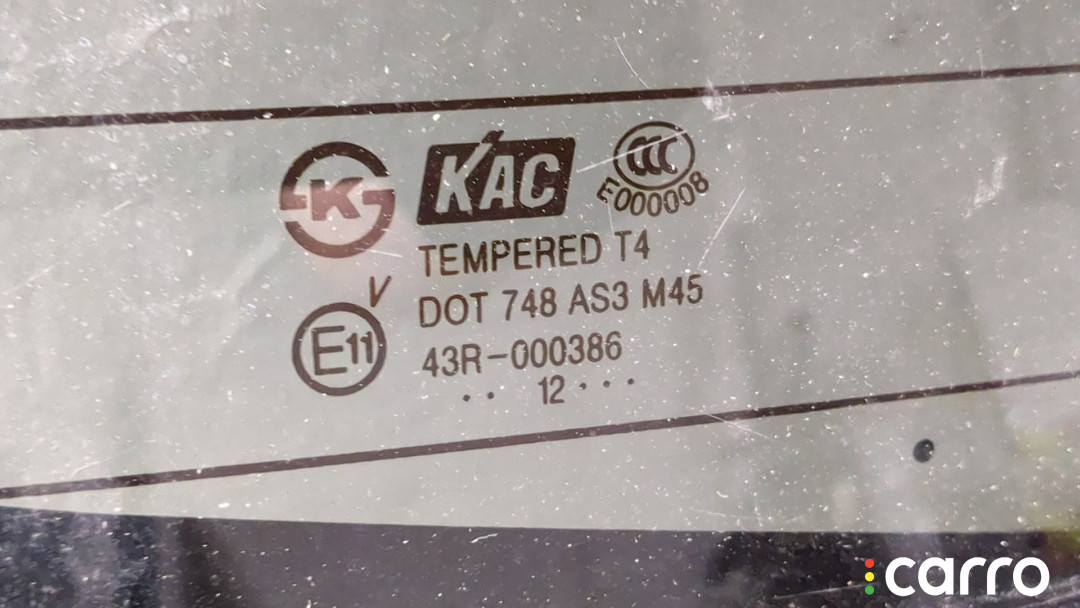 K
KAC
CCC
E000008
TEMPERED T4
V
DOT 748 AS3 M45
E11
43R-000386
·· 12 ···
carro